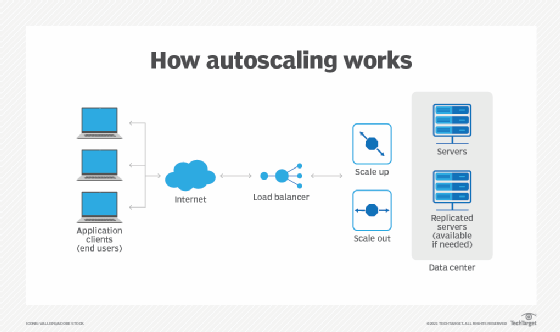 How autoscaling works
Application
clients
(end users)
Internet
Load balancer
Scale up
Scale out
Servers
Replicated
servers
(available
if needed)
Data center
TechTarget